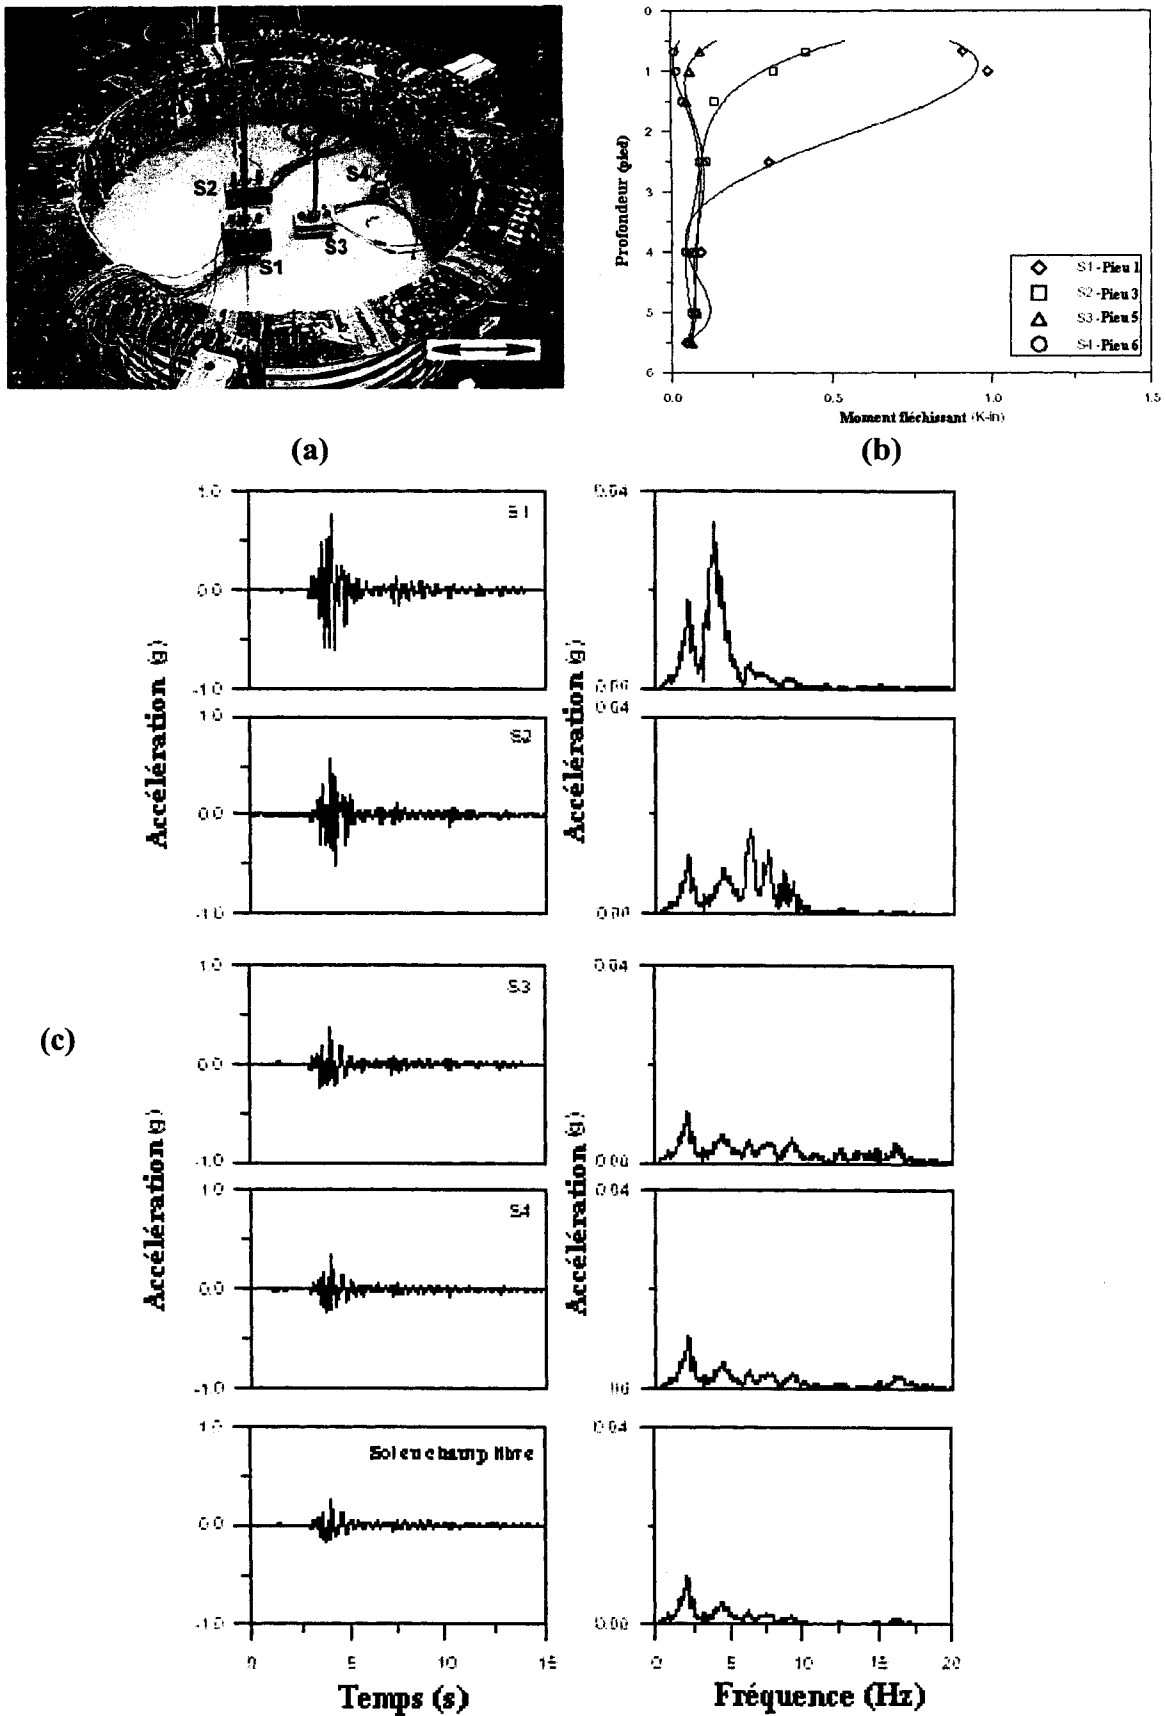 S2
S4
S3
S1
(a)
0
1
2
3
4
5
6
Profondeur (pied)
0.0
0.5
1.0
1.5
Moment fléchissant (K-in)
S1-Pieu 1
S2-Pieu 3
S3-Pieu 5
S4-Pieu 6
(b)
1.0
0.0
-1.0
S1
0.04
0.00
Accélération (g)
Accélération (g)
1.0
0.0
-1.0
S2
0.04
0.00
(c)
1.0
0.0
-1.0
S3
0.04
0.00
Accélération (g)
Accélération (g)
1.0
0.0
-1.0
S4
0.04
1.0
0.0
-1.0
Sol en champ libre
0.04
0.00
0
5
10
15
Temps (s)
0
5
10
15
20
Fréquence (Hz)